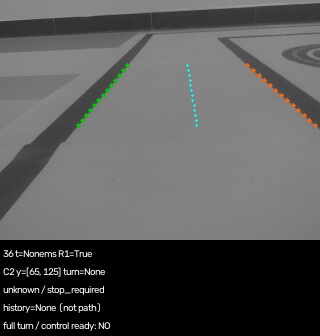 36 t=Nonems R1=True
C2 y=[65, 125] turn=None
unknown / stop_required
history=None (not path)
full turn / control ready: NO